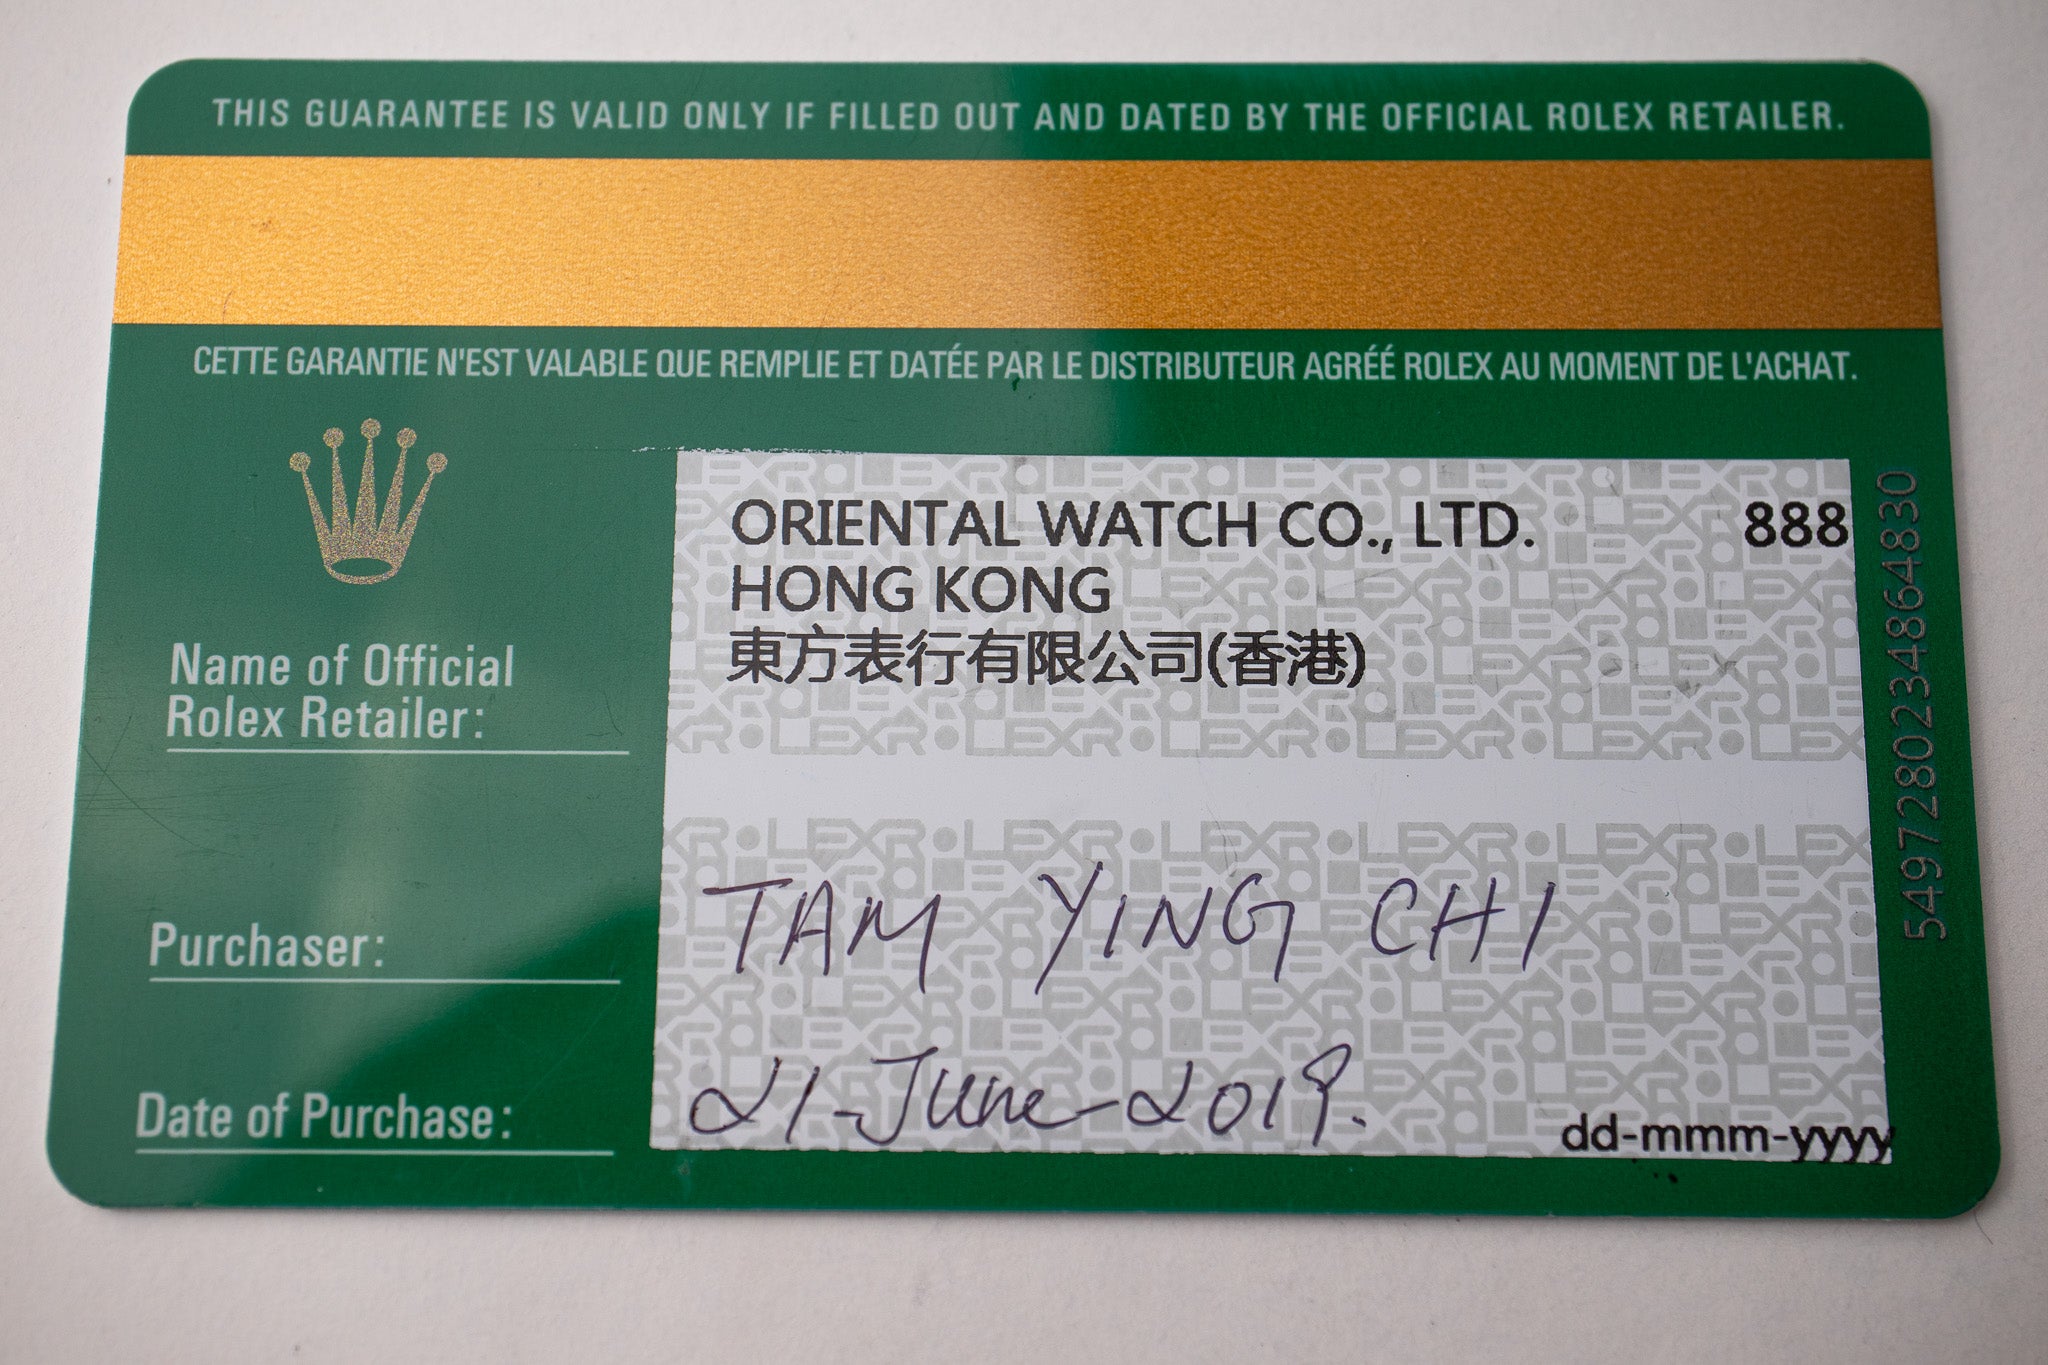 THIS GUARANTEE IS VALID ONLY IF FILLED OUT AND DATED BY THE OFFICIAL ROLEX RETAILER.
CETTE GARANTIE N'EST VALABLE QUE REMPLIE ET DATÉE PAR LE DISTRIBUTEUR AGRÉÉ ROLEX AU MOMENT DE L'ACHAT.
ORIENTAL WATCH CO., LTD. 888
HONG KONG
東方表行有限公司(香港)
Name of Official
Rolex Retailer:
Purchaser: TAM YING CHI
Date of Purchase: 21-June-2019.
dd-mmm-yyyy
5497280234864830